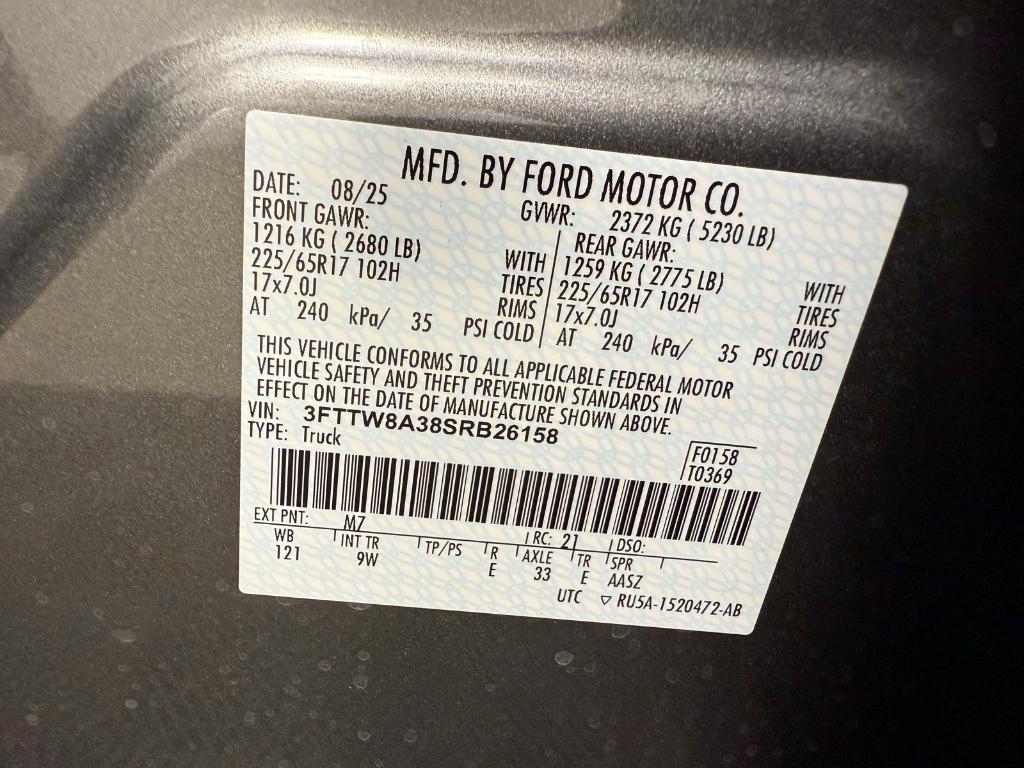 MFD. BY FORD MOTOR CO.
DATE: 08/25 GVWR: 2372 KG ( 5230 LB)
FRONT GAWR: REAR GAWR:
1216 KG ( 2680 LB) WITH 1259 KG ( 2775 LB) WITH
225/65R17 102H TIRES 225/65R17 102H TIRES
17x7.0J RIMS 17x7.0J RIMS
AT 240 kPa/ 35 PSI COLD AT 240 kPa/ 35 PSI COLD
THIS VEHICLE CONFORMS TO ALL APPLICABLE FEDERAL MOTOR
VEHICLE SAFETY AND THEFT PREVENTION STANDARDS IN
EFFECT ON THE DATE OF MANUFACTURE SHOWN ABOVE.
VIN: 3FTTW8A38SRB26158
TYPE: Truck
F0158
T0369
EXT PNT: M7 RC: 21 DSO:
WB INT TR TP/PS R AXLE TR SPR
121 9W E 33 E AASZ
UTC ▽ RU5A-1520472-AB